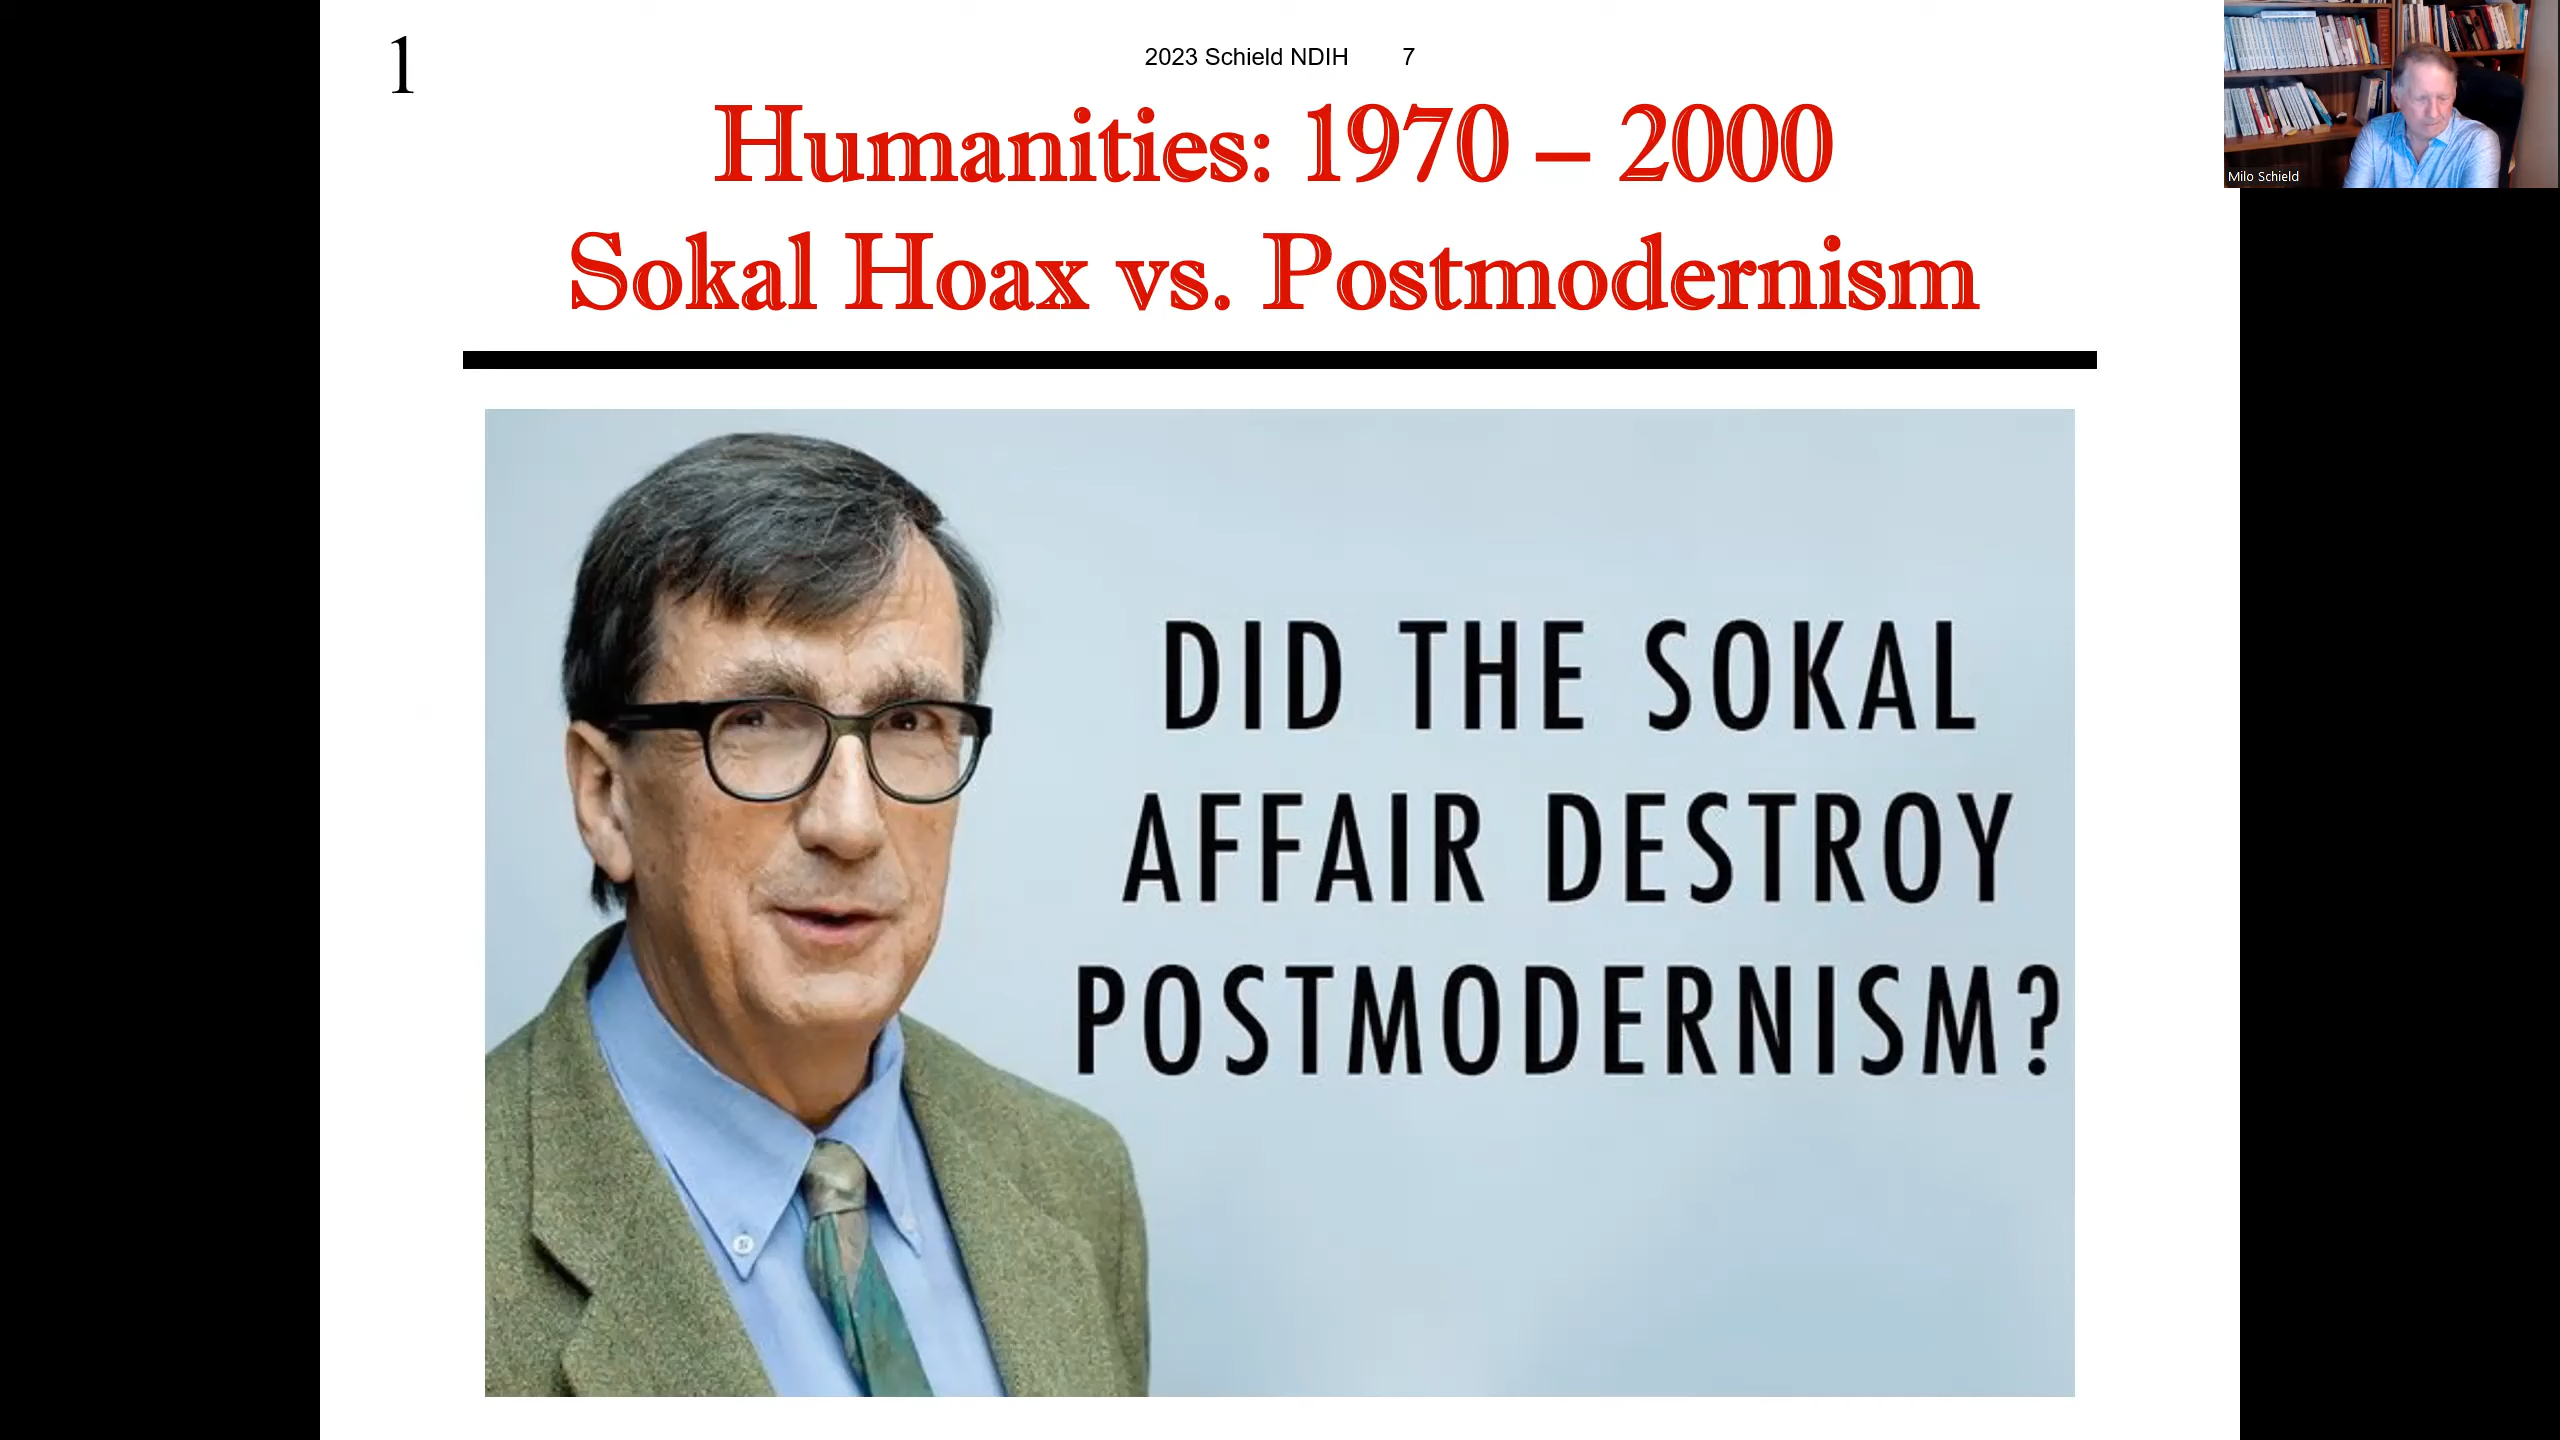 1
2023 Schield NDIH 7
Humanities: 1970 – 2000
Sokal Hoax vs. Postmodernism
Milo Schield
DID THE SOKAL
AFFAIR DESTROY
POSTMODERNISM?